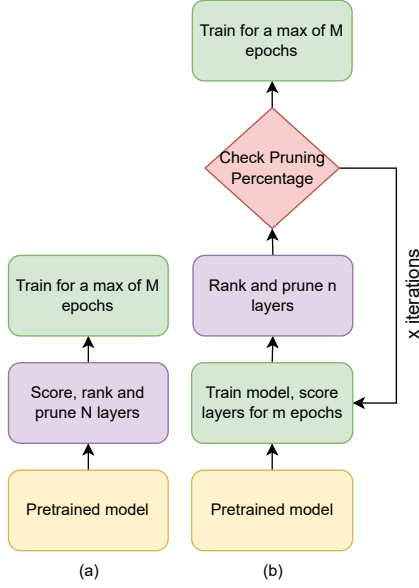 Train for a max of M
epochs
Check Pruning
Percentage
x iterations
Train for a max of M
epochs
Rank and prune n
layers
Score, rank and
prune N layers
Train model, score
layers for m epochs
Pretrained model
Pretrained model
(a)
(b)